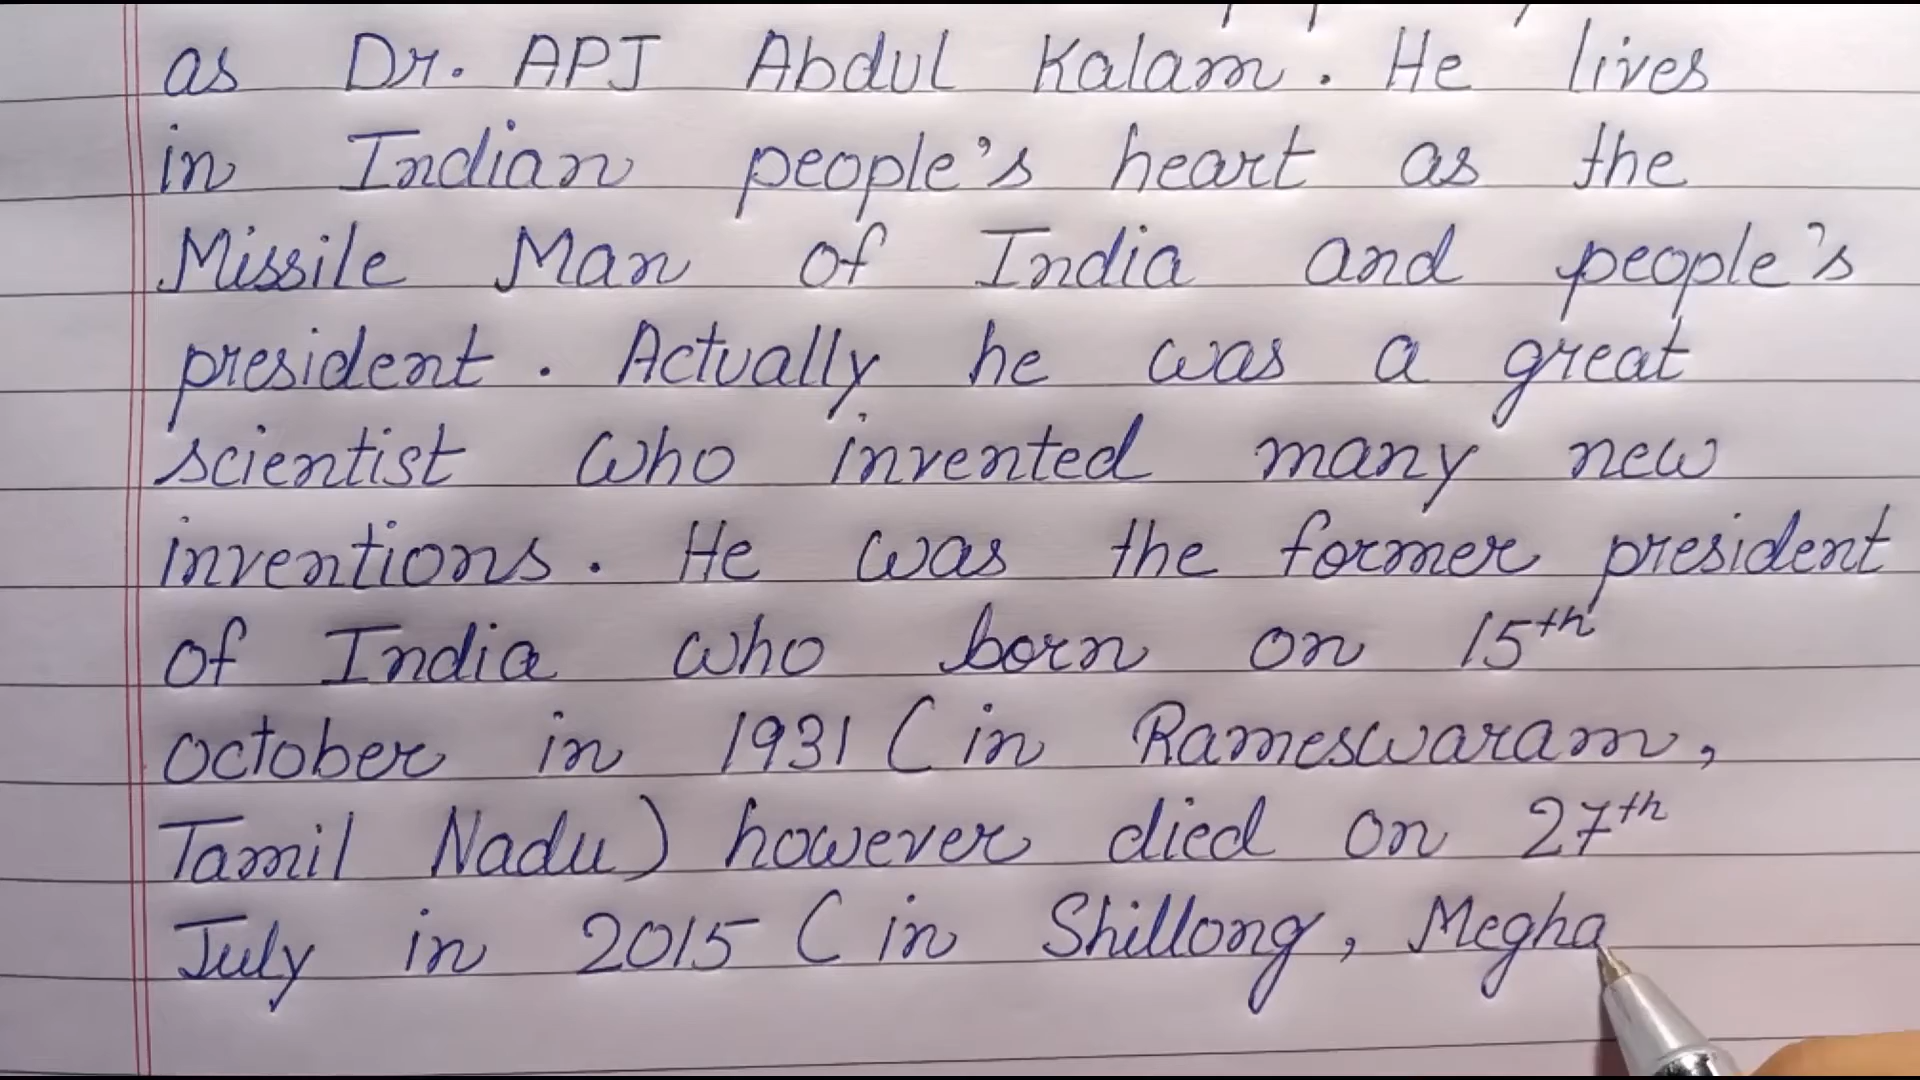 as Dr. APJ Abdul Kalam. He lives
in Indian people's heart as the
Missile Man of India and people's
president. Actually he was a great
scientist who invented many new
inventions. He was the former president
of India who born on 15th
october in 1931 (in Rameswaram,
Tamil Nadu) however died on 27th
July in 2015 (in Shillong, Megha